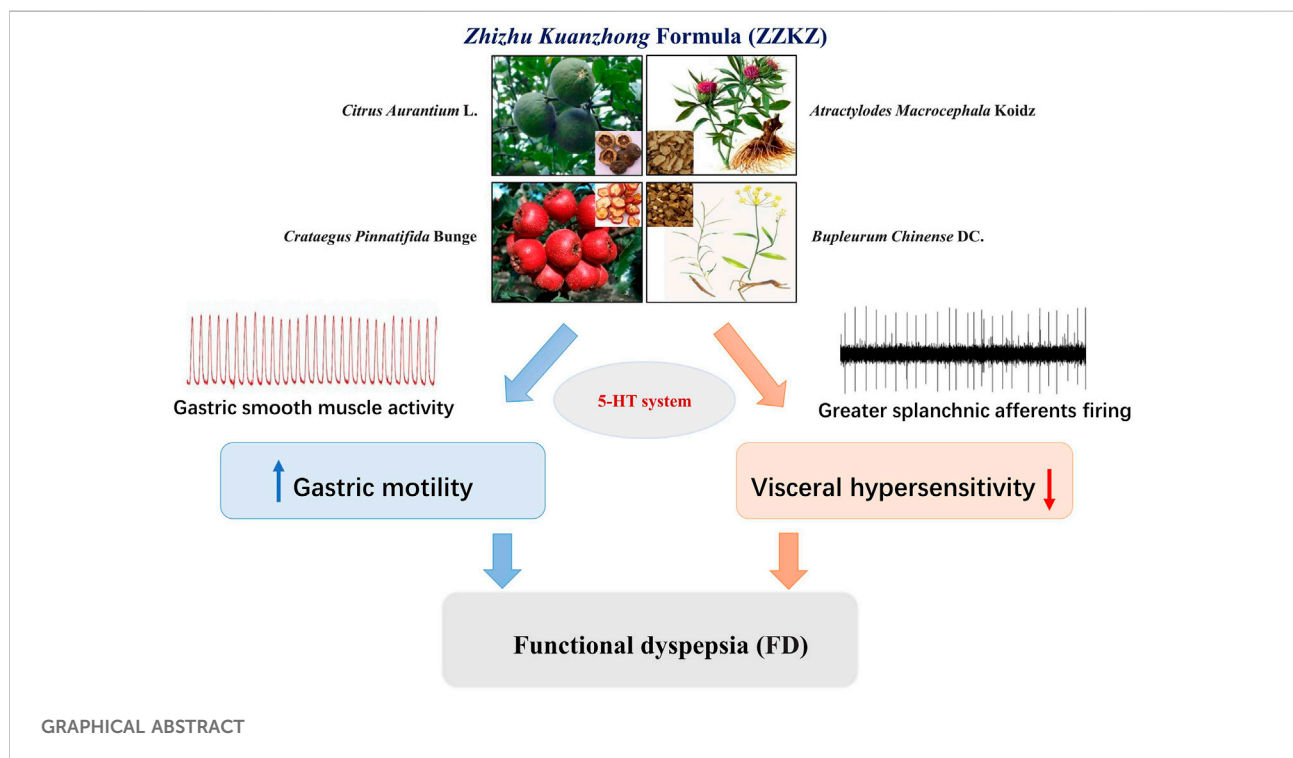 Zhizhu Kuanzhong Formula (ZZKZ)
Citrus Aurantium L.
Atractylodes Macrocephala Koidz
Crataegus Pinnatifida Bunge
Bupleurum Chinense DC.
5-HT system
Gastric smooth muscle activity
Greater splanchnic afferents firing
Gastric motility
Visceral hypersensitivity
Functional dyspepsia (FD)
GRAPHICAL ABSTRACT